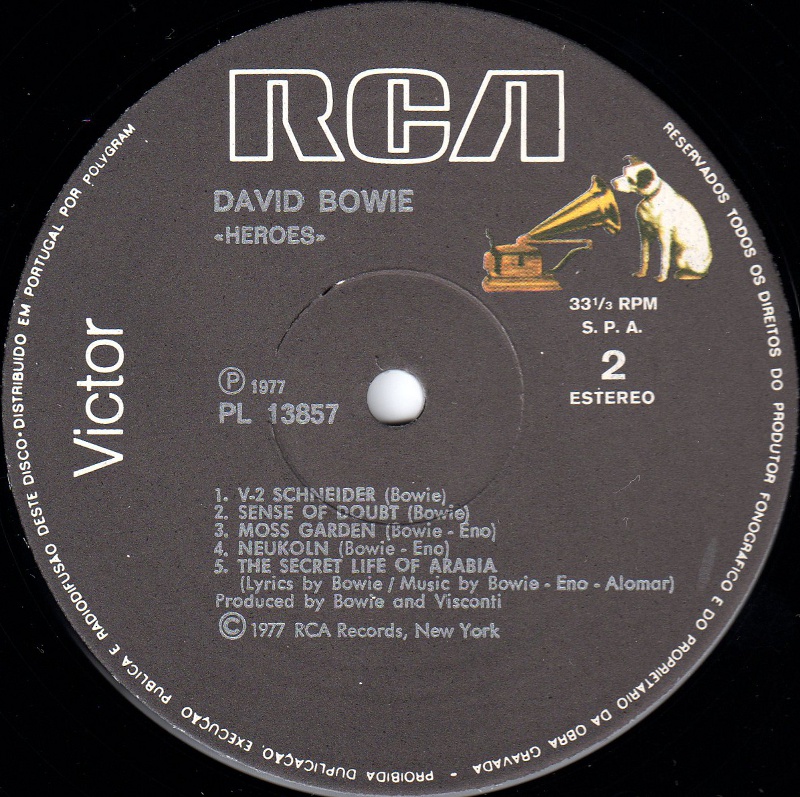 RCA
DAVID BOWIE
«HEROES»
33 1/3 RPM
S. P. A.
2
ESTEREO
Victor
Ⓟ 1977
PL 13857
1. V-2 SCHNEIDER (Bowie)
2. SENSE OF DOUBT (Bowie)
3. MOSS GARDEN (Bowie - Eno)
4. NEUKOLN (Bowie - Eno)
5. THE SECRET LIFE OF ARABIA
(Lyrics by Bowie / Music by Bowie - Eno - Alomar)
Produced by Bowie and Visconti
© 1977 RCA Records, New York
RESERVADOS TODOS OS DIREITOS DO PRODUTOR FONOGRAFICO E DO PROPRIETARIO DA OBRA GRAVADA - PROIBIDA DUPLICAÇÃO, EXECUÇÃO PUBLICA E RADIODIFUSÃO DESTE DISCO·DISTRIBUIDO EM PORTUGAL POR POLYGRAM